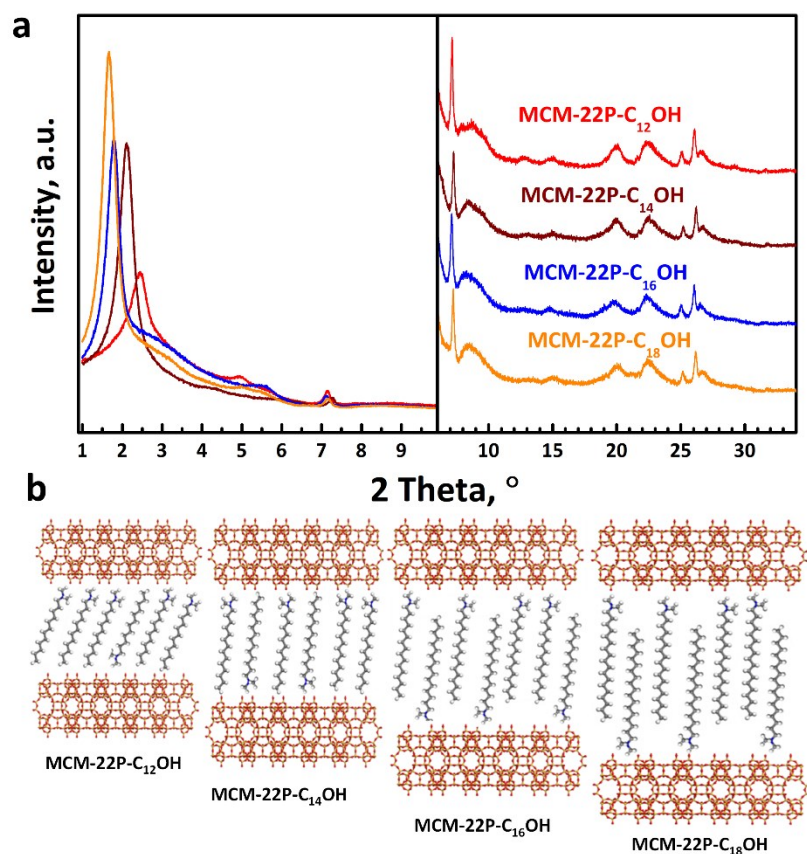 a
Intensity, a.u.
MCM-22P-C₁₂OH
MCM-22P-C₁₄OH
MCM-22P-C₁₆OH
MCM-22P-C₁₈OH
1 2 3 4 5 6 7 8 9
10 15 20 25 30
2 Theta, °
b
MCM-22P-C₁₂OH
MCM-22P-C₁₄OH
MCM-22P-C₁₆OH
MCM-22P-C₁₈OH